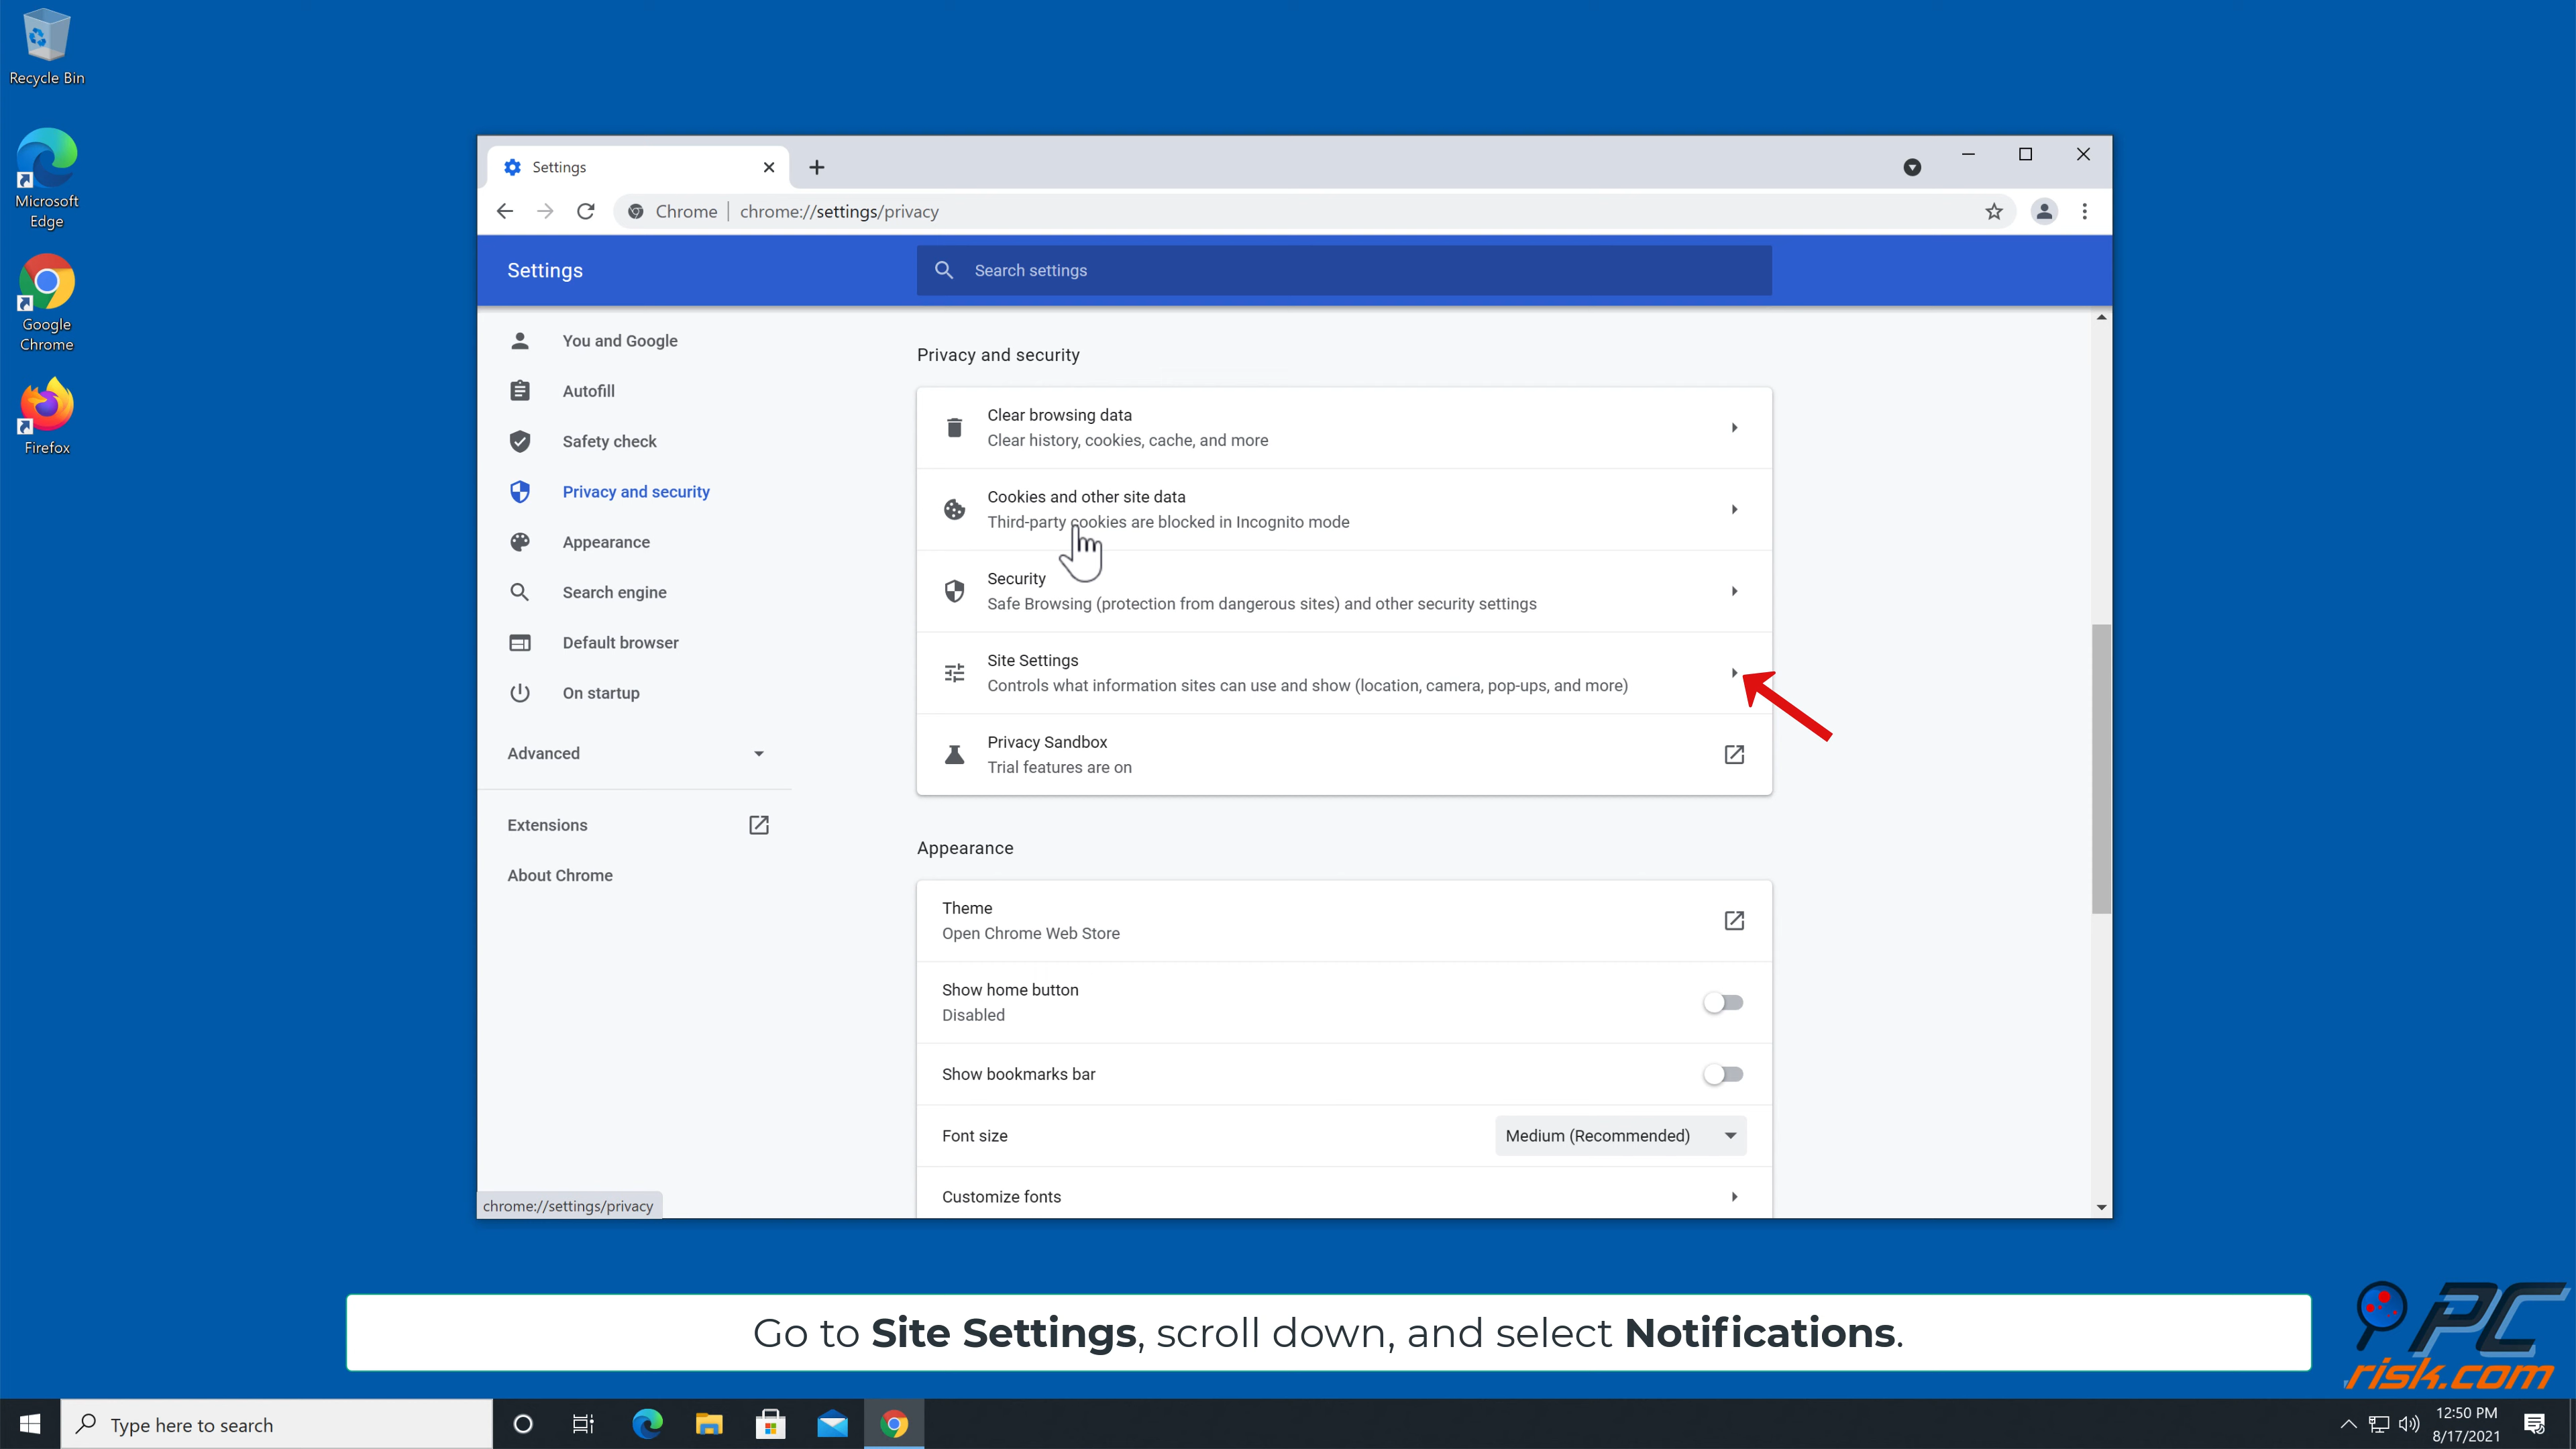 Recycle Bin
Microsoft
Edge
Google
Chrome
Firefox
Settings
Chrome | chrome://settings/privacy
Settings
Search settings
You and Google
Autofill
Safety check
Privacy and security
Appearance
Search engine
Default browser
On startup
Advanced
Extensions
About Chrome
Privacy and security
Clear browsing data
Clear history, cookies, cache, and more
Cookies and other site data
Third-party cookies are blocked in Incognito mode
Security
Safe Browsing (protection from dangerous sites) and other security settings
Site Settings
Controls what information sites can use and show (location, camera, pop-ups, and more)
Privacy Sandbox
Trial features are on
Appearance
Theme
Open Chrome Web Store
Show home button
Disabled
Show bookmarks bar
Font size
Medium (Recommended)
Customize fonts
chrome://settings/privacy
Go to Site Settings, scroll down, and select Notifications.
PC
risk.com
Type here to search
12:50 PM
8/17/2021